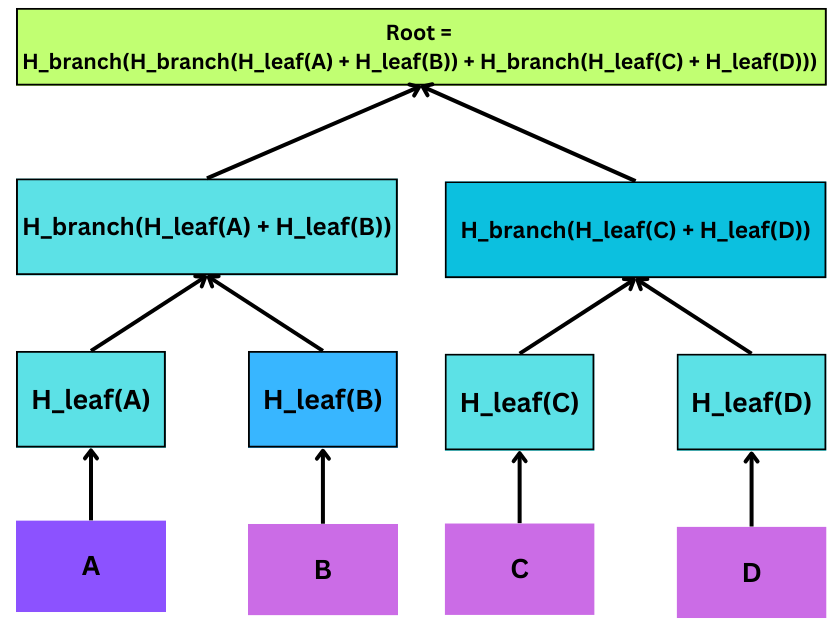 Root =
H_branch(H_branch(H_leaf(A) + H_leaf(B)) + H_branch(H_leaf(C) + H_leaf(D)))
H_branch(H_leaf(A) + H_leaf(B))
H_branch(H_leaf(C) + H_leaf(D))
H_leaf(A)
H_leaf(B)
H_leaf(C)
H_leaf(D)
A
B
C
D